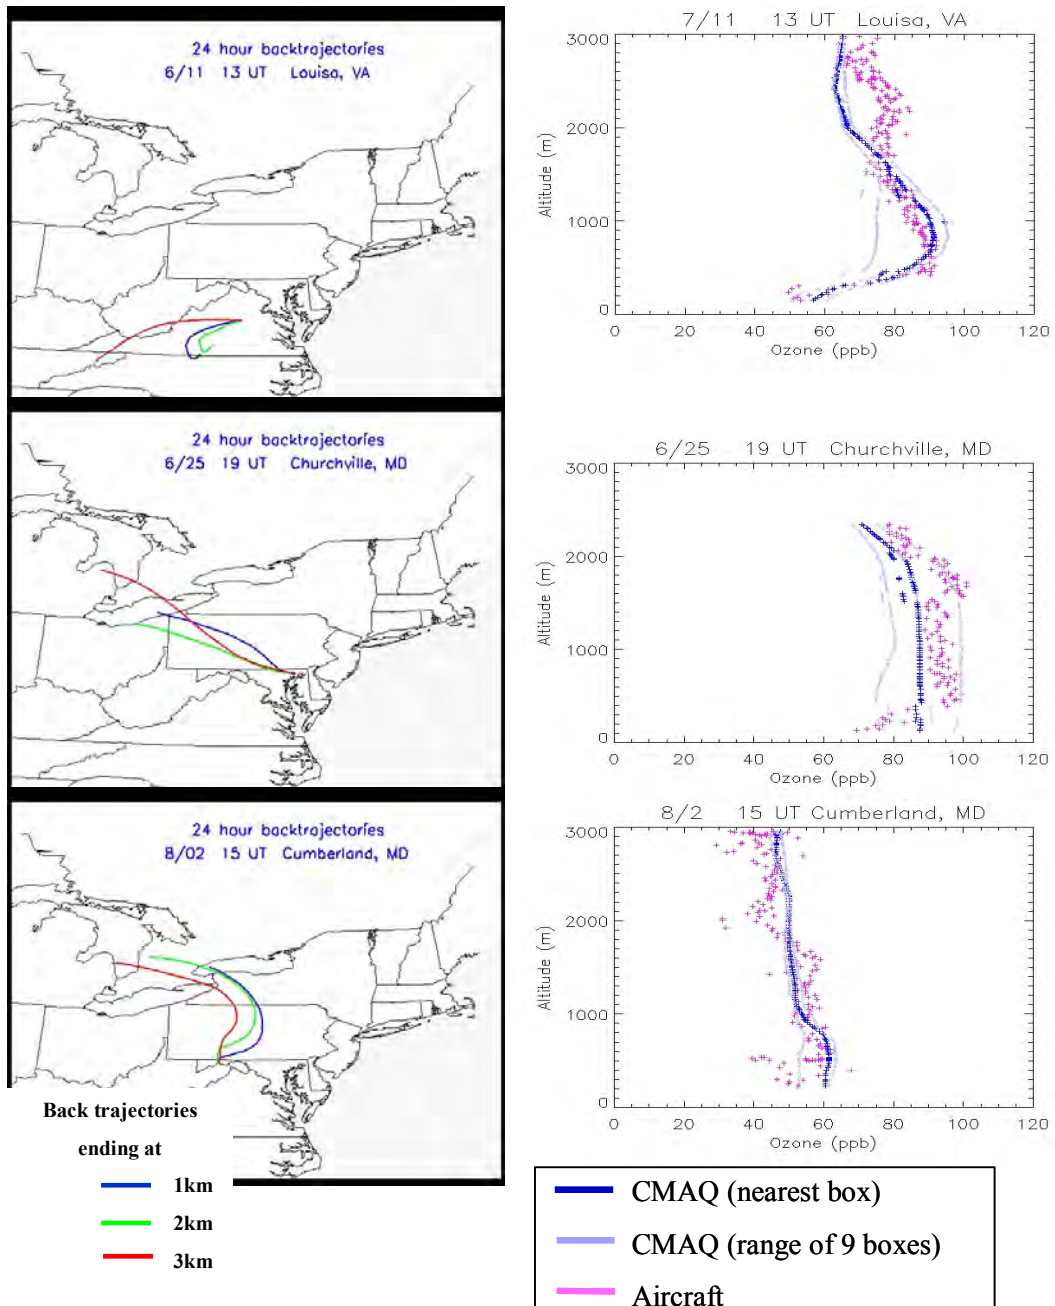 24 hour backtrajectories
6/11 13 UT Louisa, VA
7/11 13 UT Louisa, VA
3000
2000
1000
0
Altitude (m)
0 20 40 60 80 100 120
Ozone (ppb)
24 hour backtrajectories
6/25 19 UT Churchville, MD
6/25 19 UT Churchville, MD
3000
2000
1000
0
Altitude (m)
0 20 40 60 80 100 120
Ozone (ppb)
24 hour backtrajectories
8/02 15 UT Cumberland, MD
8/2 15 UT Cumberland, MD
3000
2000
1000
0
Altitude (m)
0 20 40 60 80 100 120
Ozone (ppb)
Back trajectories
ending at
1km
2km
3km
CMAQ (nearest box)
CMAQ (range of 9 boxes)
Aircraft